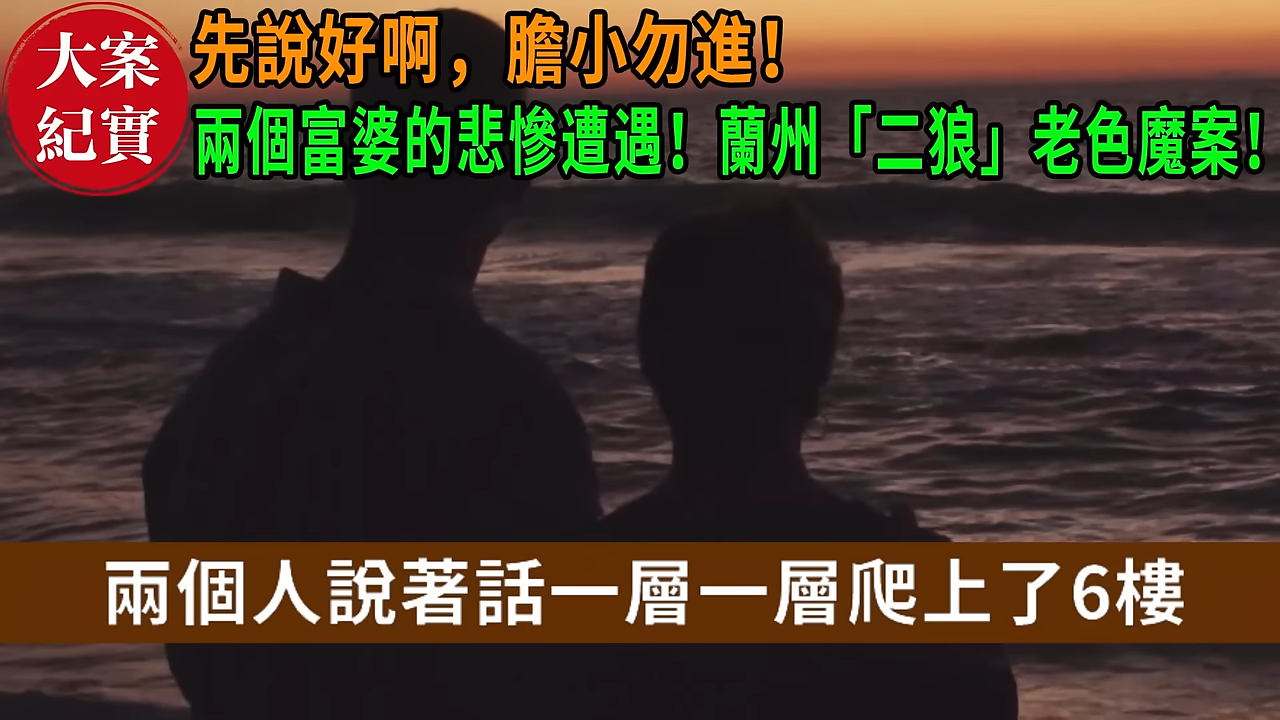 大案
紀實
先說好啊，膽小勿進！
兩個富婆的悲慘遭遇！蘭州「二狼」老色魔案！
兩個人說著話一層一層爬上了6樓